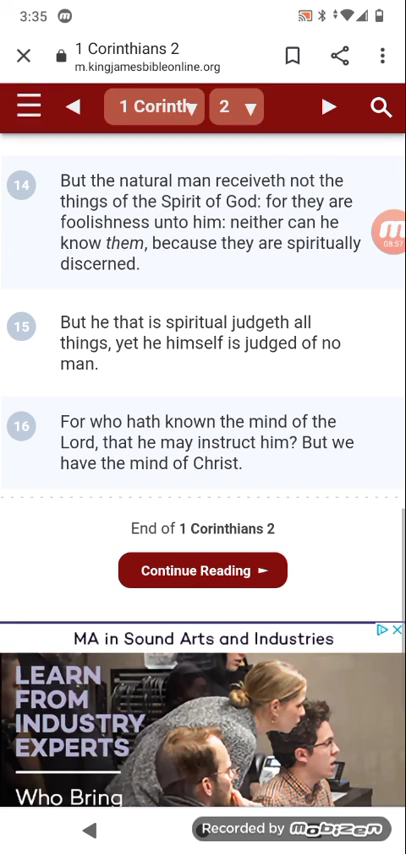 3:35 m
1 Corinthians 2
m.kingjamesbibleonline.org
1 Corinth 2
14 But the natural man receiveth not the
things of the Spirit of God: for they are
foolishness unto him: neither can he
know them, because they are spiritually
discerned.
m
08:57
15 But he that is spiritual judgeth all
things, yet he himself is judged of no
man.
16 For who hath known the mind of the
Lord, that he may instruct him? But we
have the mind of Christ.
End of 1 Corinthians 2
Continue Reading
MA in Sound Arts and Industries
LEARN
FROM
INDUSTRY
EXPERTS
Who Bring
Recorded by mobizen